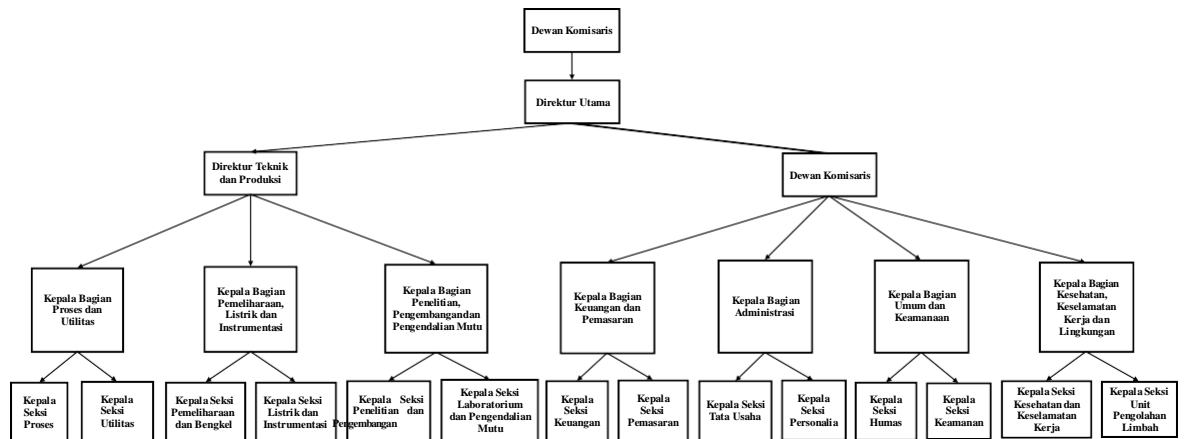 Dewan Komisaris
Direktur Utama
Direktur Teknik
dan Produksi
Dewan Komisaris
Kepala Bagian
Proses dan
Utilitas
Kepala Bagian
Pemeliharaan,
Listrik dan
Instrumentasi
Kepala Bagian
Penelitian,
Pengembangandan
Pengendalian Mutu
Kepala Bagian
Keuangan dan
Pemasaran
Kepala Bagian
Administrasi
Kepala Bagian
Umum dan
Keamanaan
Kepala Bagian
Kesehatan,
Keselamatan
Kerja dan
Lingkungan
Kepala
Seksi
Proses
Kepala
Seksi
Utilitas
Kepala Seksi
Pemeliharaan
dan Bengkel
Kepala Seksi
Listrik dan
Instrumentasi
Kepala Seksi
Penelitian dan
Pengembangan
Kepala Seksi
Laboratorium
dan Pengendalian
Mutu
Kepala
Seksi
Keuangan
Kepala
Seksi
Pemasaran
Kepala Seksi
Tata Usaha
Kepala
Seksi
Personalia
Kepala
Seksi
Humas
Kepala
Seksi
Keamanan
Kepala Seksi
Kesehatan dan
Keselamatan
Kerja
Kepala Seksi
Unit
Pengolahan
Limbah